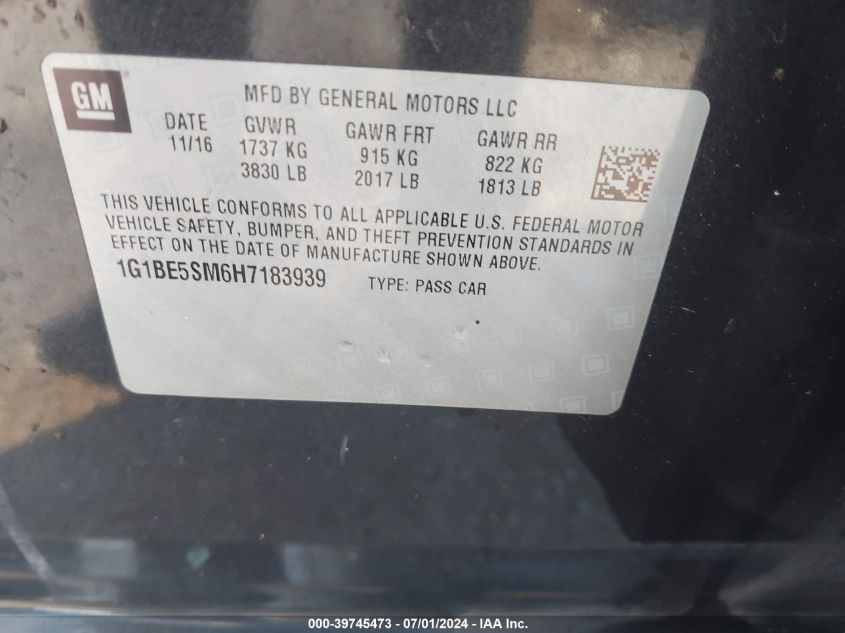 GM
MFD BY GENERAL MOTORS LLC
DATE GVWR GAWR FRT GAWR RR
11/16 1737 KG 915 KG 822 KG
3830 LB 2017 LB 1813 LB
THIS VEHICLE CONFORMS TO ALL APPLICABLE U.S. FEDERAL MOTOR
VEHICLE SAFETY, BUMPER, AND THEFT PREVENTION STANDARDS IN
EFFECT ON THE DATE OF MANUFACTURE SHOWN ABOVE.
1G1BE5SM6H7183939 TYPE: PASS CAR
000-39745473 - 07/01/2024 - IAA Inc.